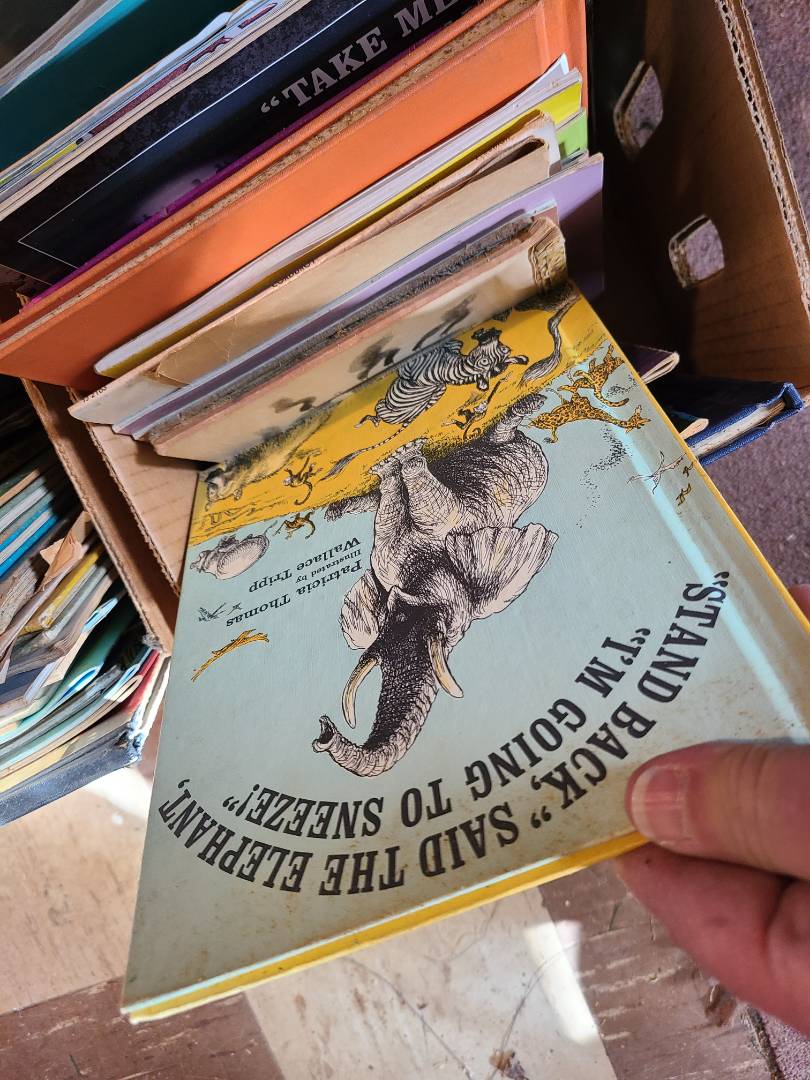 “STAND BACK,” SAID THE ELEPHANT,
“I’M GOING TO SNEEZE!”
Patricia Thomas
Illustrated by
Wallace Tripp
“TAKE ME